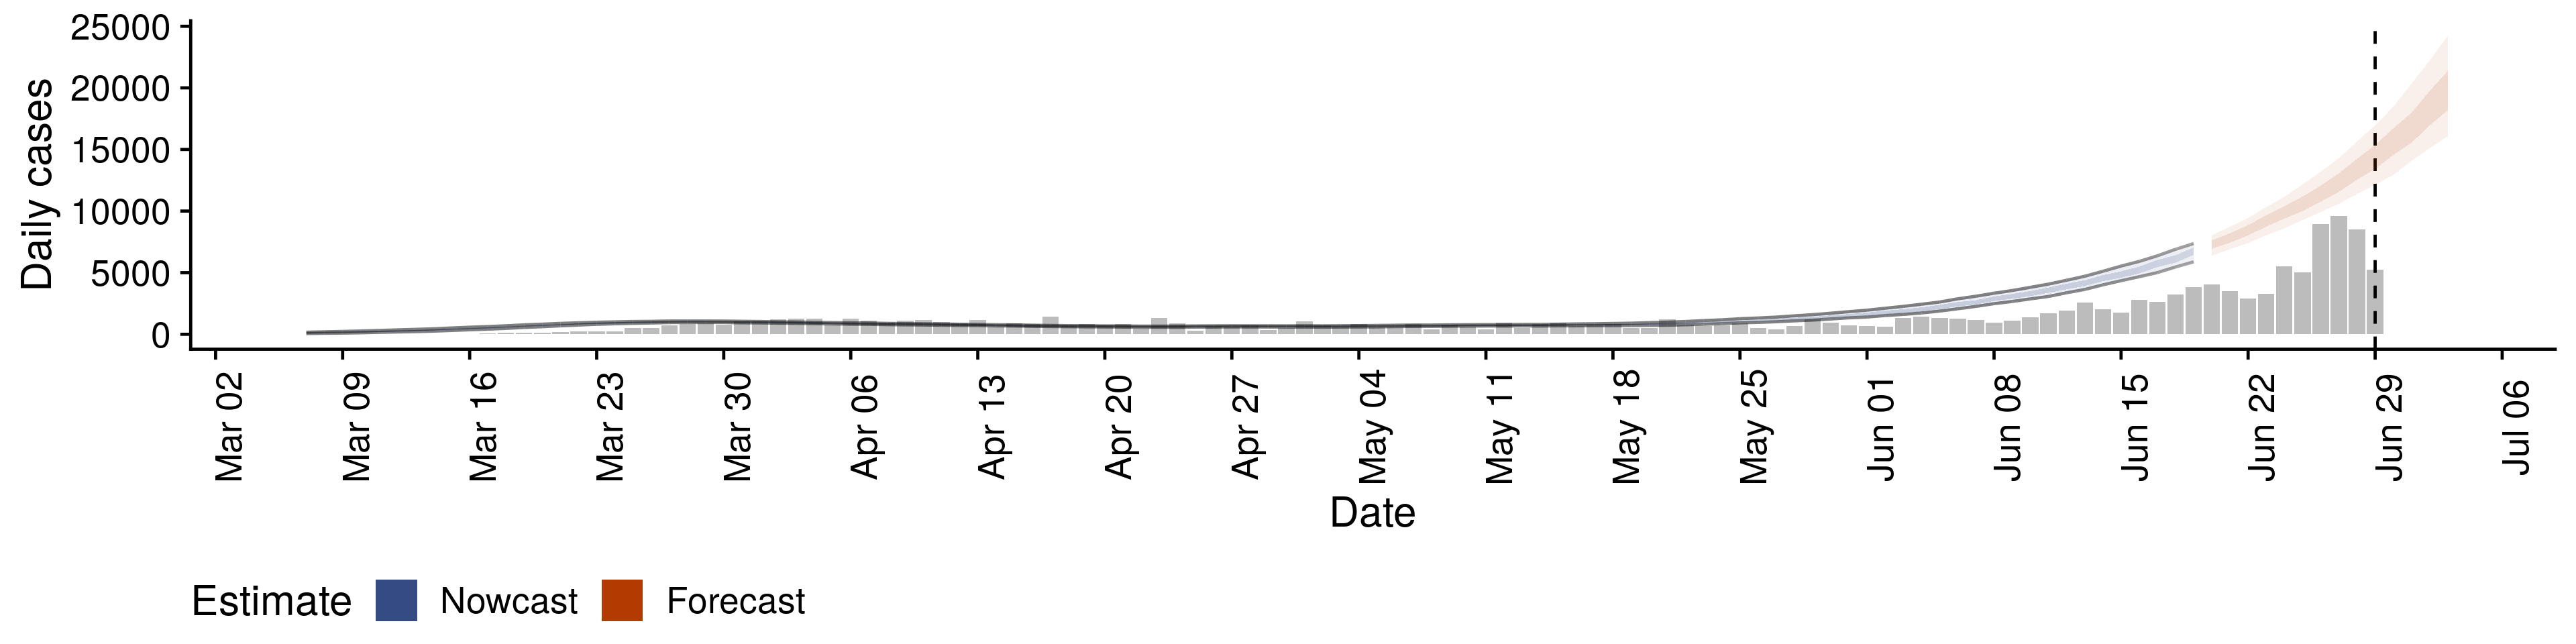 25000
20000
15000
10000
5000
0
Daily cases
Mar 02
Mar 09
Mar 16
Mar 23
Mar 30
Apr 06
Apr 13
Apr 20
Apr 27
May 04
May 11
May 18
May 25
Jun 01
Jun 08
Jun 15
Jun 22
Jun 29
Jul 06
Date
Estimate Nowcast Forecast